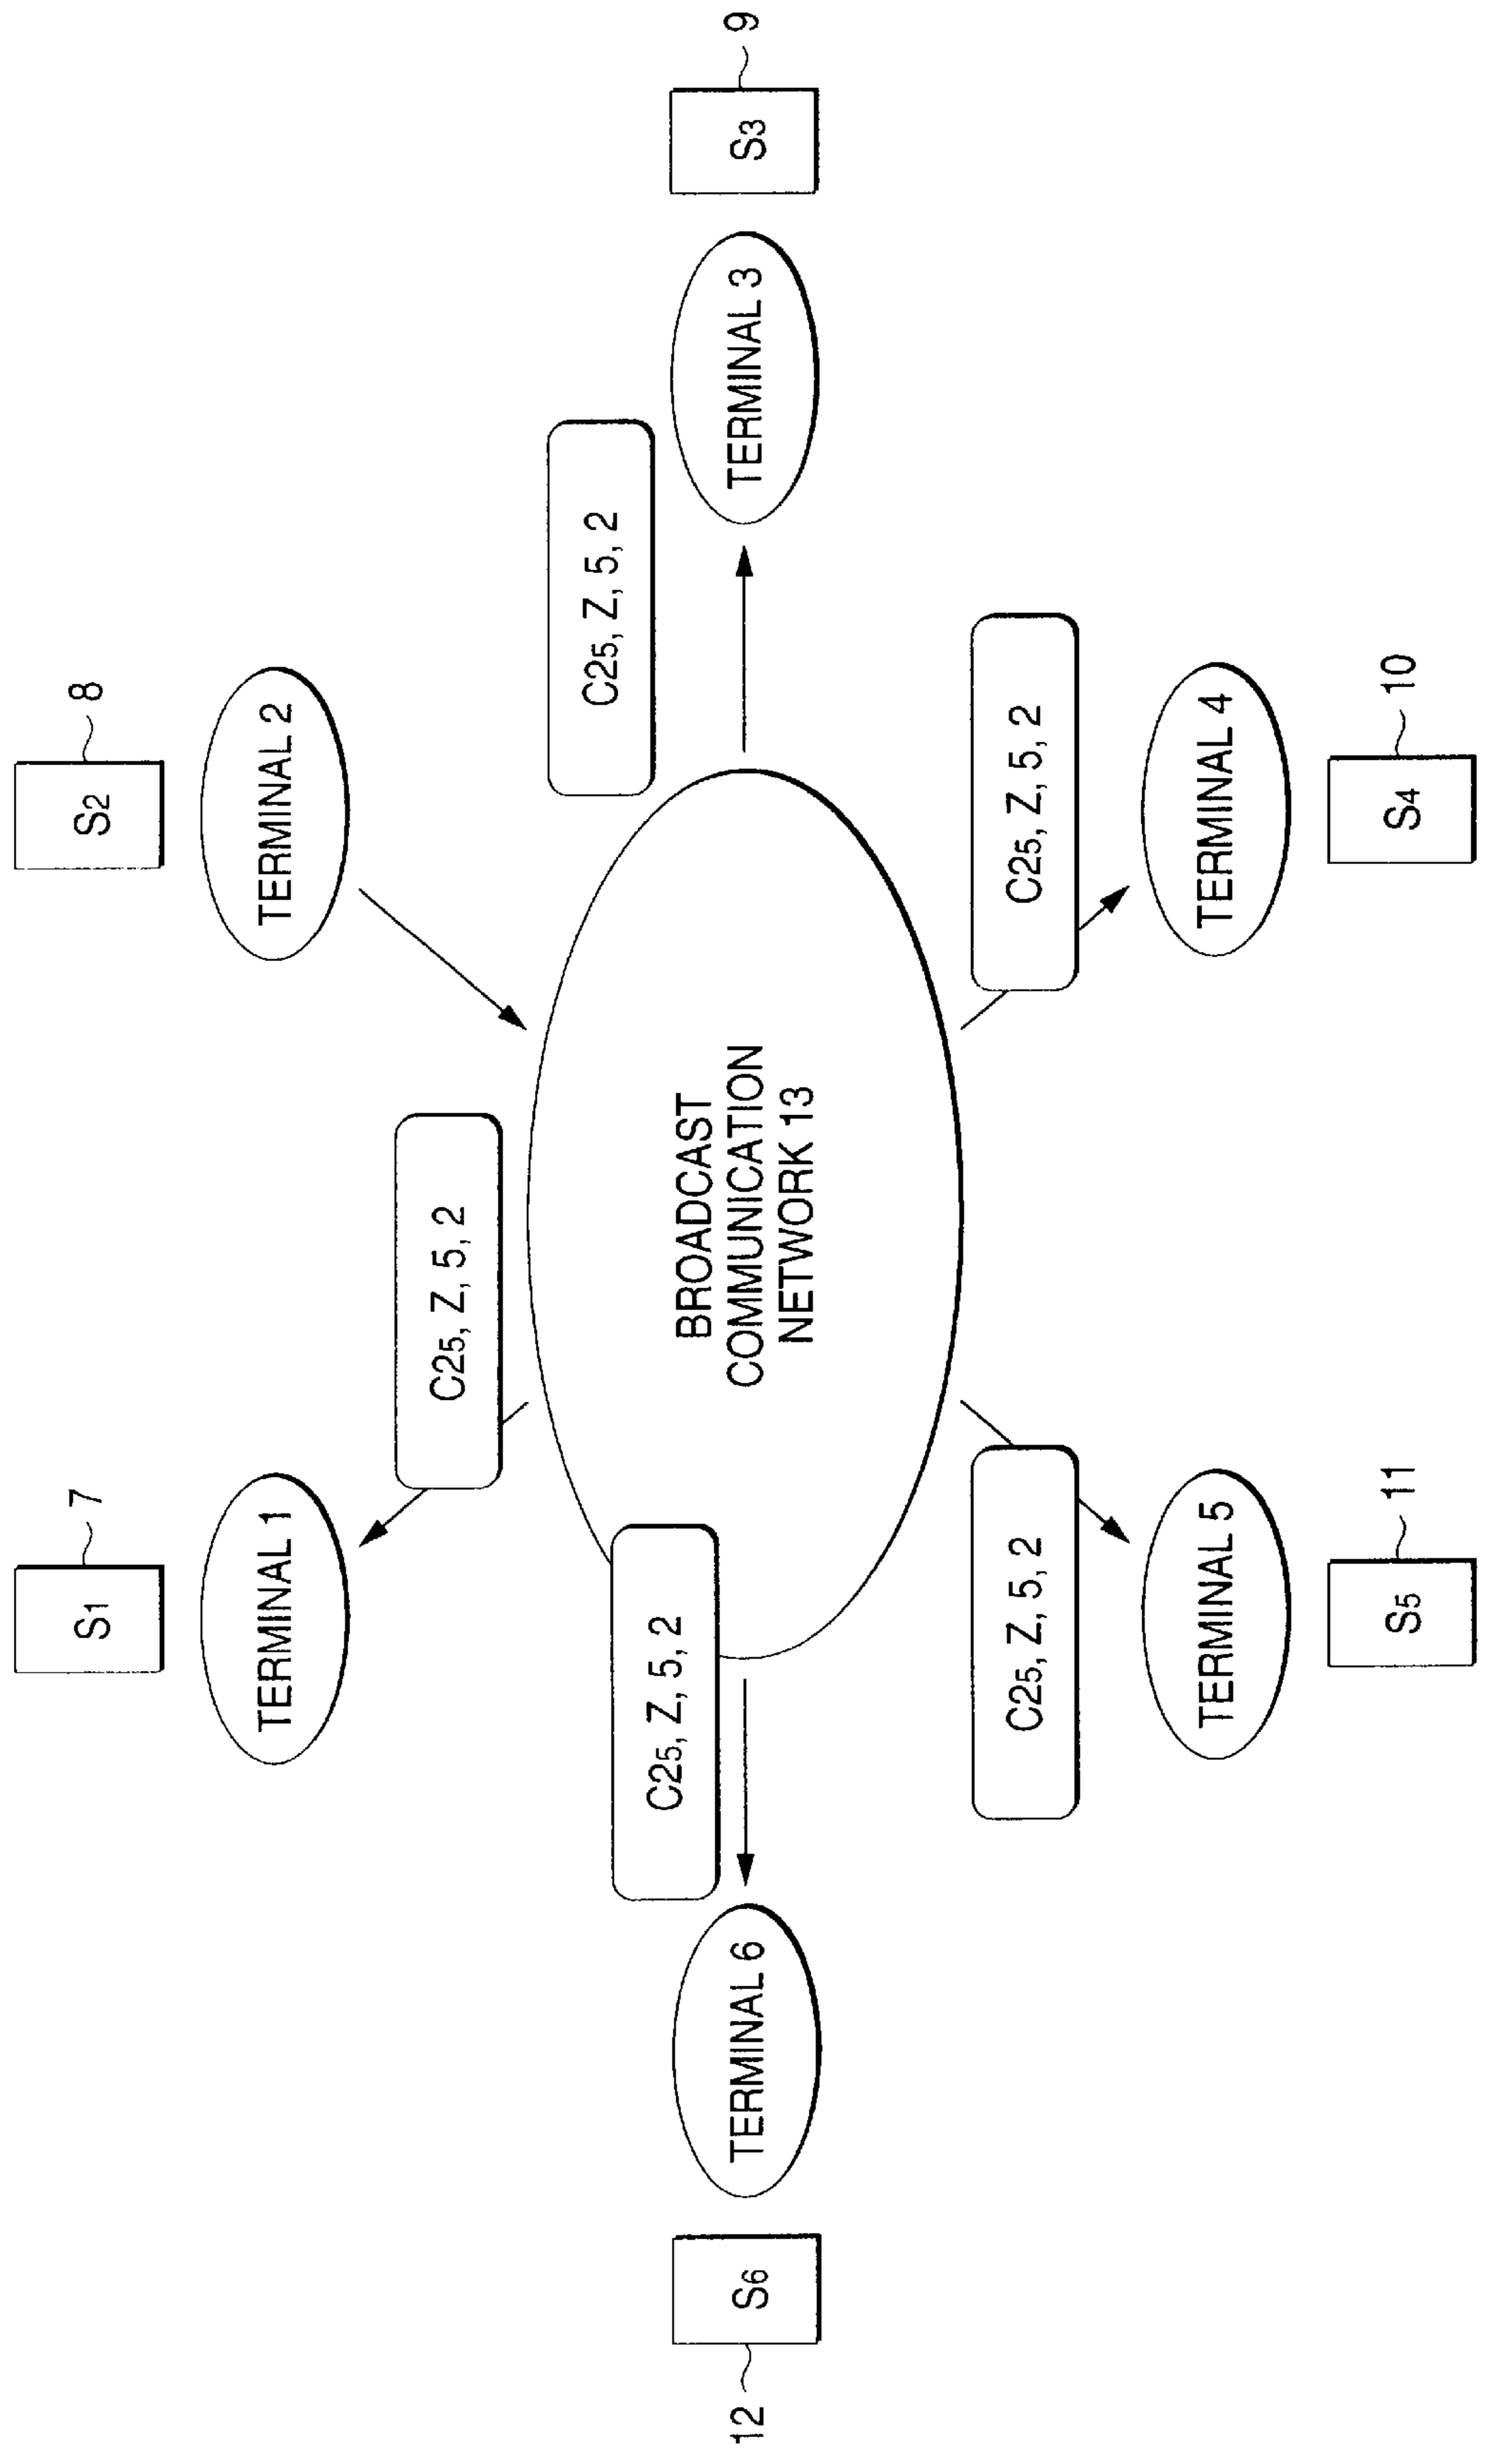 7
S1
TERMINAL 1
8
S2
TERMINAL 2
C25, Z, 5, 2
C25, Z, 5, 2
12
S6
TERMINAL 6
C25, Z, 5, 2
BROADCAST
COMMUNICATION
NETWORK 13
TERMINAL 3
S3
9
C25, Z, 5, 2
C25, Z, 5, 2
TERMINAL 5
S5
11
TERMINAL 4
S4
10